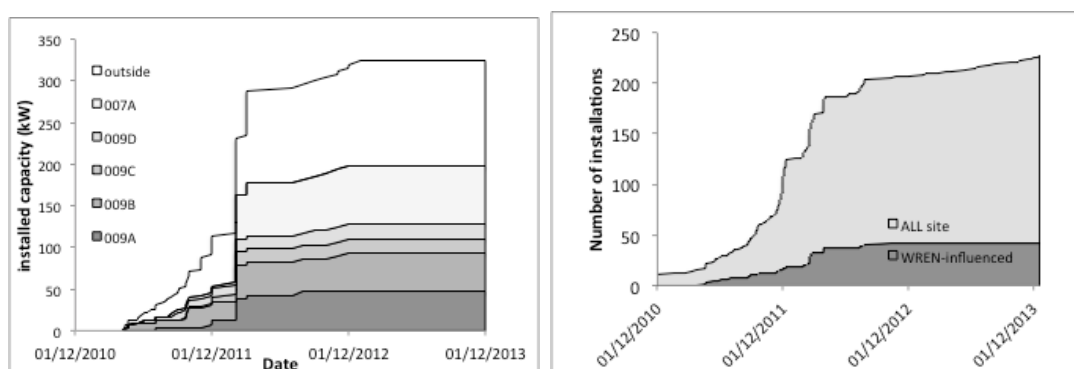 350
300
250
200
150
100
50
0
installed capacity (kW)
outside
007A
009D
009C
009B
009A
01/12/2010
01/12/2011
01/12/2012
01/12/2013
Date
250
200
150
100
50
0
Number of installations
ALL site
WREN-influenced
01/12/2010
01/12/2011
01/12/2012
01/12/2013